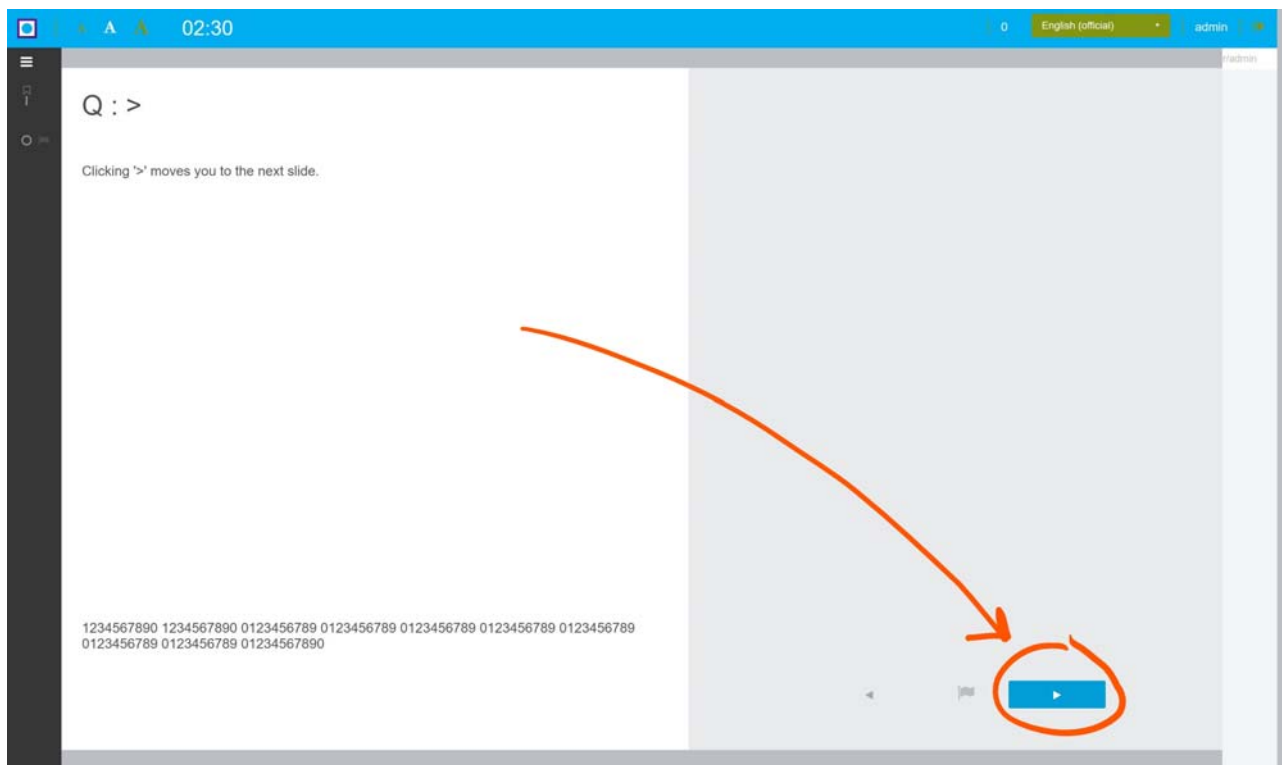 A A A 02:30 0 English (official) admin
r/admin
Q : >
Clicking '>' moves you to the next slide.
1234567890 1234567890 0123456789 0123456789 0123456789 0123456789 0123456789
0123456789 0123456789 01234567890